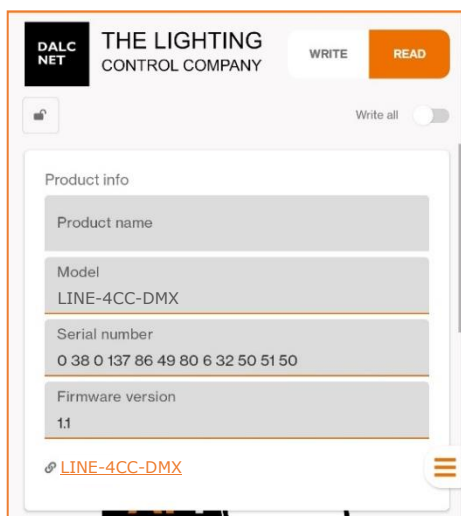 DALC
NET
THE LIGHTING
CONTROL COMPANY
WRITE
READ
Write all
Product info
Product name
Model
LINE-4CC-DMX
Serial number
0 38 0 137 86 49 80 6 32 50 51 50
Firmware version
1.1
LINE-4CC-DMX